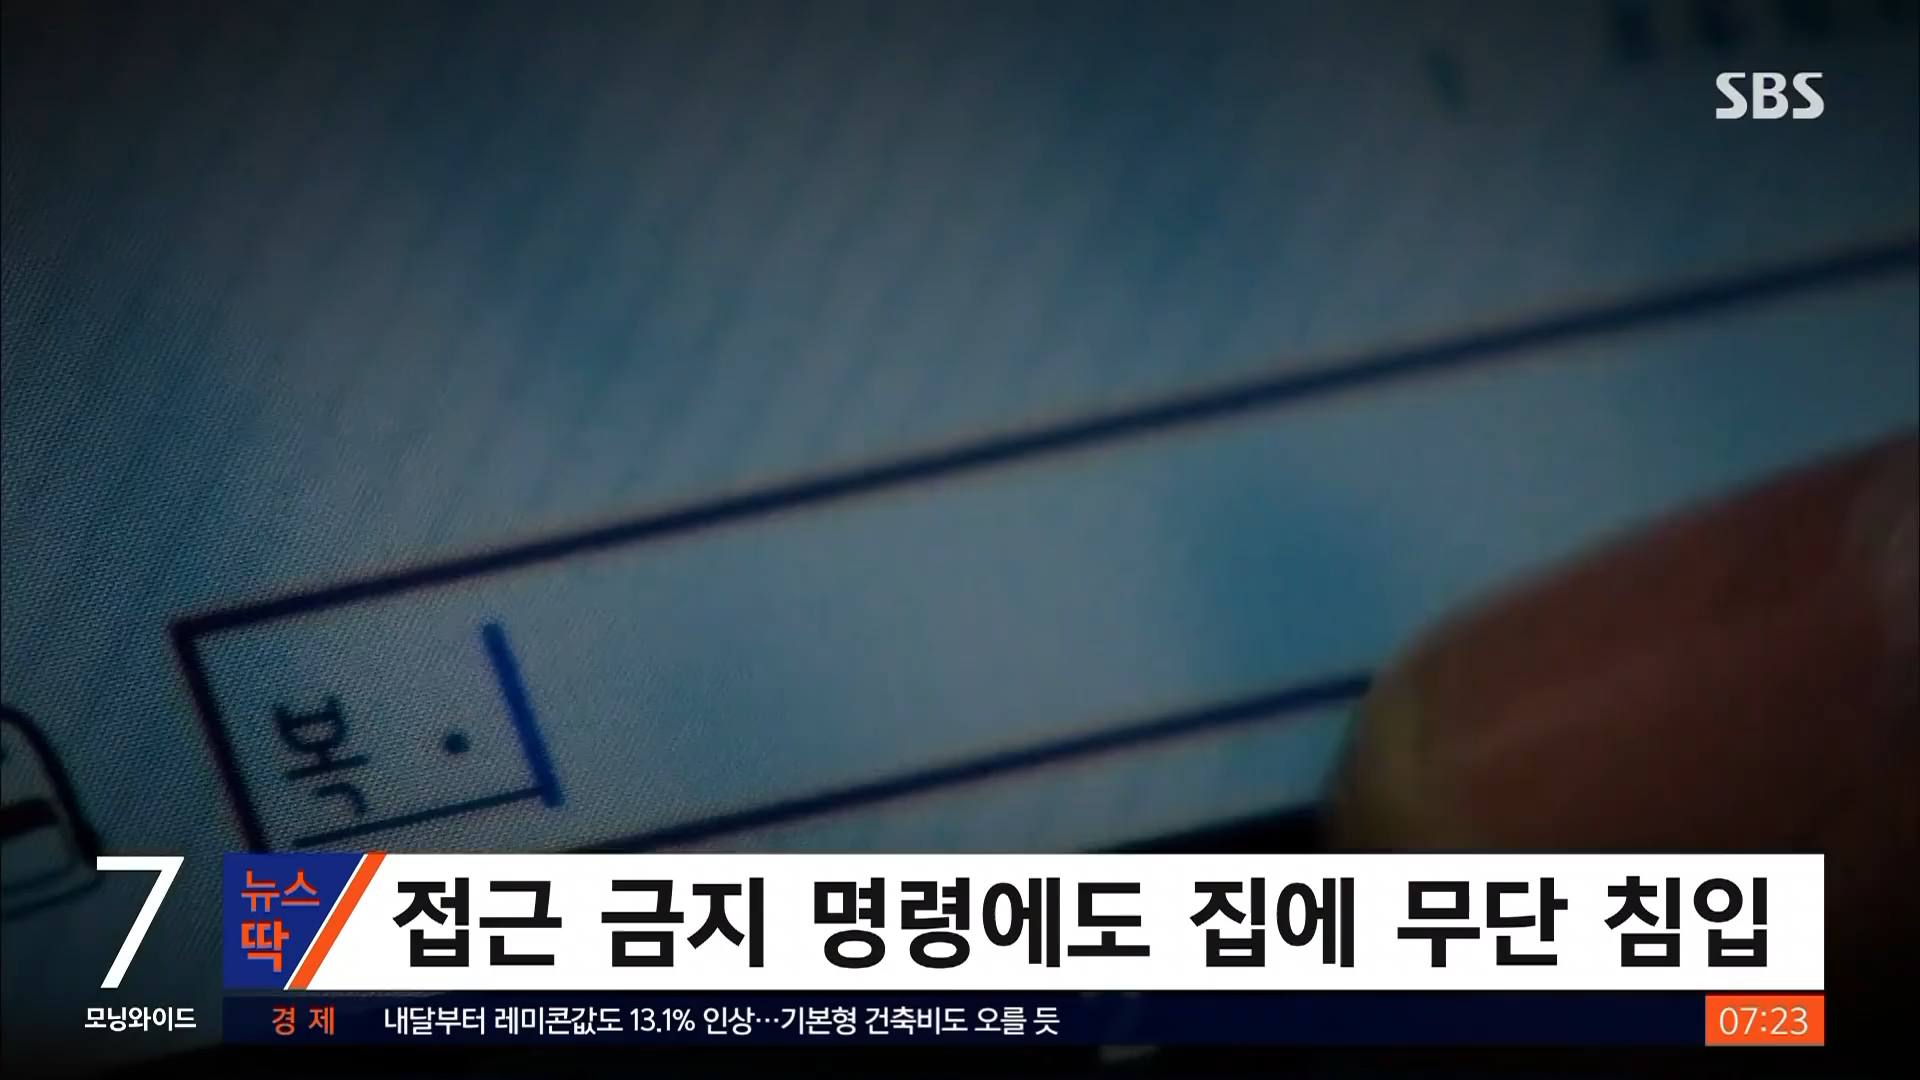 SBS
7
모닝와이드
뉴스
딱
접근 금지 명령에도 집에 무단 침입
경제
내달부터 레미콘값도 13.1% 인상…기본형 건축비도 오를 듯
07:23